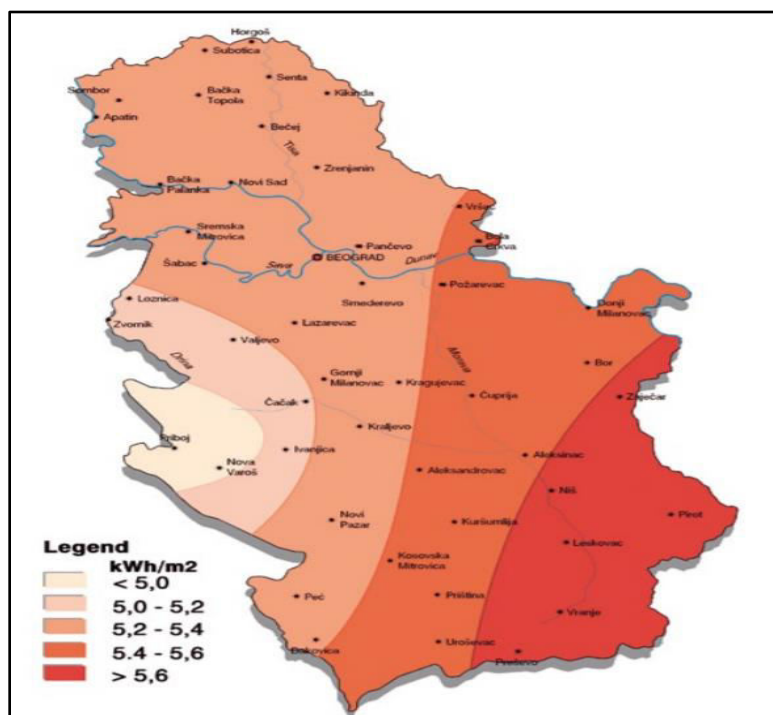 Horgoš
Subotica
Senta
Sombor
Bačka
Topola
Kikinda
Apatin
Bečej
Tisa
Zrenjanin
Bačka
Palanka
Novi Sad
Vršac
Sremska
Mitrovica
Pančevo
Bela
Crkva
Šabac
Sava
BEOGRAD
Dunav
Smederevo
Požarevac
Loznica
Donji
Milanovac
Zvornik
Lazarevac
Valjevo
Drina
Morava
Bor
Gornji
Milanovac
Kragujevac
Čuprija
Zaječar
Čačak
Kraljevo
Priboj
Ivanjica
Aleksinac
Nova
Varoš
Aleksandrovac
Niš
Novi
Pazar
Kuršumlija
Pirot
Leskovac
Kosovska
Mitrovica
Peć
Priština
Vranje
Đakovica
Uroševac
Preševo
Legend
kWh/m2
< 5,0
5,0 - 5,2
5,2 - 5,4
5.4 - 5,6
> 5,6